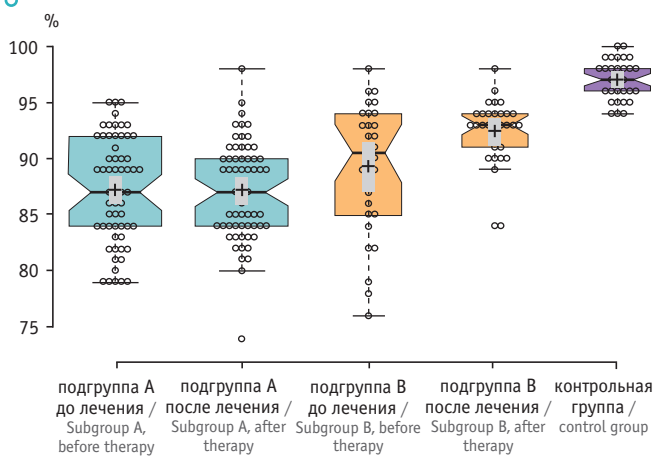 %
100
95
90
85
80
75
подгруппа А до лечения / Subgroup A, before therapy
подгруппа А после лечения / Subgroup A, after therapy
подгруппа В до лечения / Subgroup B, before therapy
подгруппа В после лечения / Subgroup B, after therapy
контрольная группа / control group